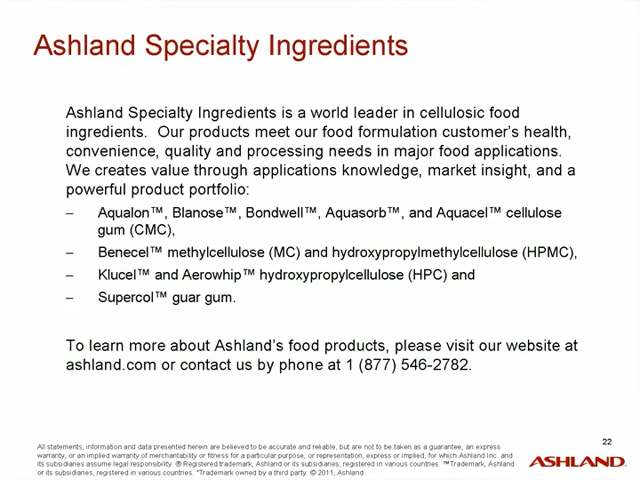 Ashland Specialty Ingredients
Ashland Specialty Ingredients is a world leader in cellulosic food
ingredients.  Our products meet our food formulation customer's health,
convenience, quality and processing needs in major food applications.
We creates value through applications knowledge, market insight, and a
powerful product portfolio:
– Aqualon™, Blanose™, Bondwell™, Aquasorb™, and Aquacel™ cellulose
gum (CMC),
– Benecel™ methylcellulose (MC) and hydroxypropylmethylcellulose (HPMC),
– Klucel™ and Aerowhip™ hydroxypropylcellulose (HPC) and
– Supercol™ guar gum.
To learn more about Ashland's food products, please visit our website at
ashland.com or contact us by phone at 1 (877) 546-2782.
22
All statements, information and data presented herein are believed to be accurate and reliable, but are not to be taken as a guarantee, an express
warranty, or an implied warranty of merchantability or fitness for a particular purpose, or representation, express or implied, for which Ashland Inc. and
its subsidiaries assume legal responsibility. ® Registered trademark, Ashland or its subsidiaries, registered in various countries. ™Trademark, Ashland
or its subsidiaries, registered in various countries. *Trademark owned by a third party. © 2011, Ashland
ASHLAND